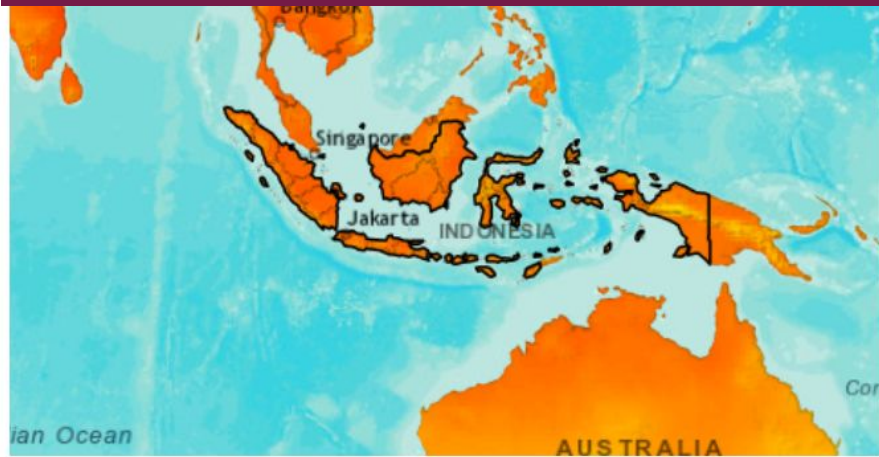 Bangkok
Singapore
Jakarta
INDONESIA
ian Ocean
AUSTRALIA
Cor